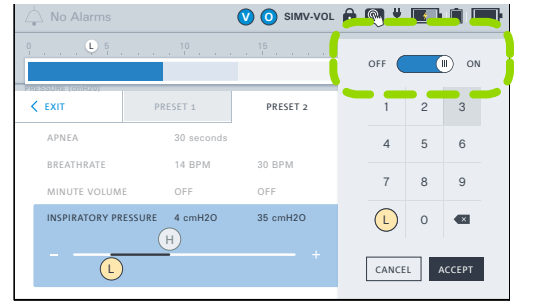 No Alarms V O SIMV-VOL
0 L 5 10 15
OFF ON
PRESSURE (cmH2O)
EXIT PRESET 1 PRESET 2
1 2 3
APNEA 30 seconds
4 5 6
BREATHRATE 14 BPM 30 BPM
7 8 9
MINUTE VOLUME OFF OFF
INSPIRATORY PRESSURE 4 cmH2O 35 cmH2O
L 0
H
− +
L
CANCEL ACCEPT